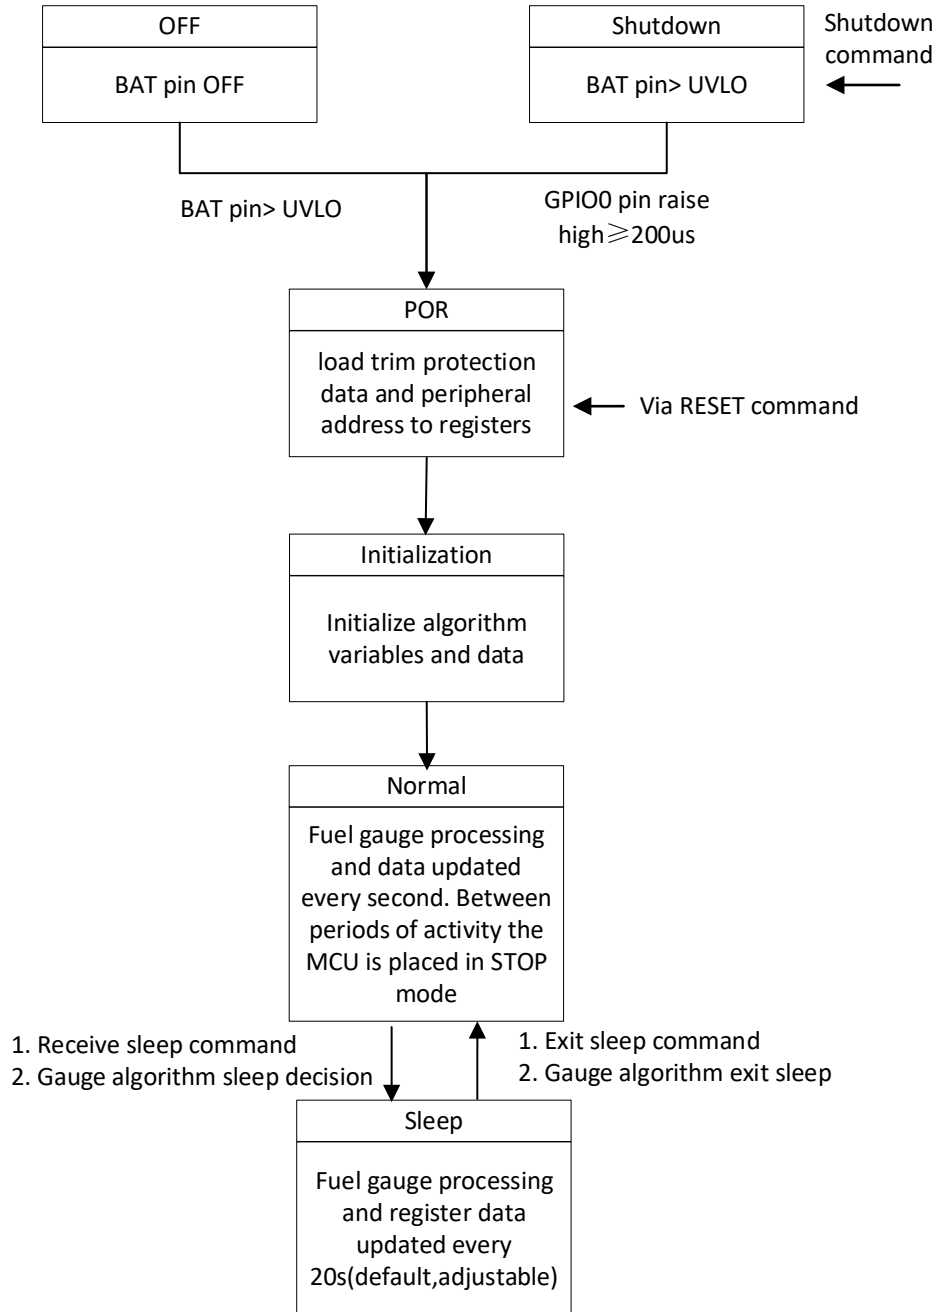 OFF
BAT pin OFF
Shutdown
BAT pin> UVLO
Shutdown
command
BAT pin> UVLO
GPIO0 pin raise
high≥200us
POR
load trim protection
data and peripheral
address to registers
Via RESET command
Initialization
Initialize algorithm
variables and data
Normal
Fuel gauge processing
and data updated
every second. Between
periods of activity the
MCU is placed in STOP
mode
1. Receive sleep command
2. Gauge algorithm sleep decision
1. Exit sleep command
2. Gauge algorithm exit sleep
Sleep
Fuel gauge processing
and register data
updated every
20s(default,adjustable)